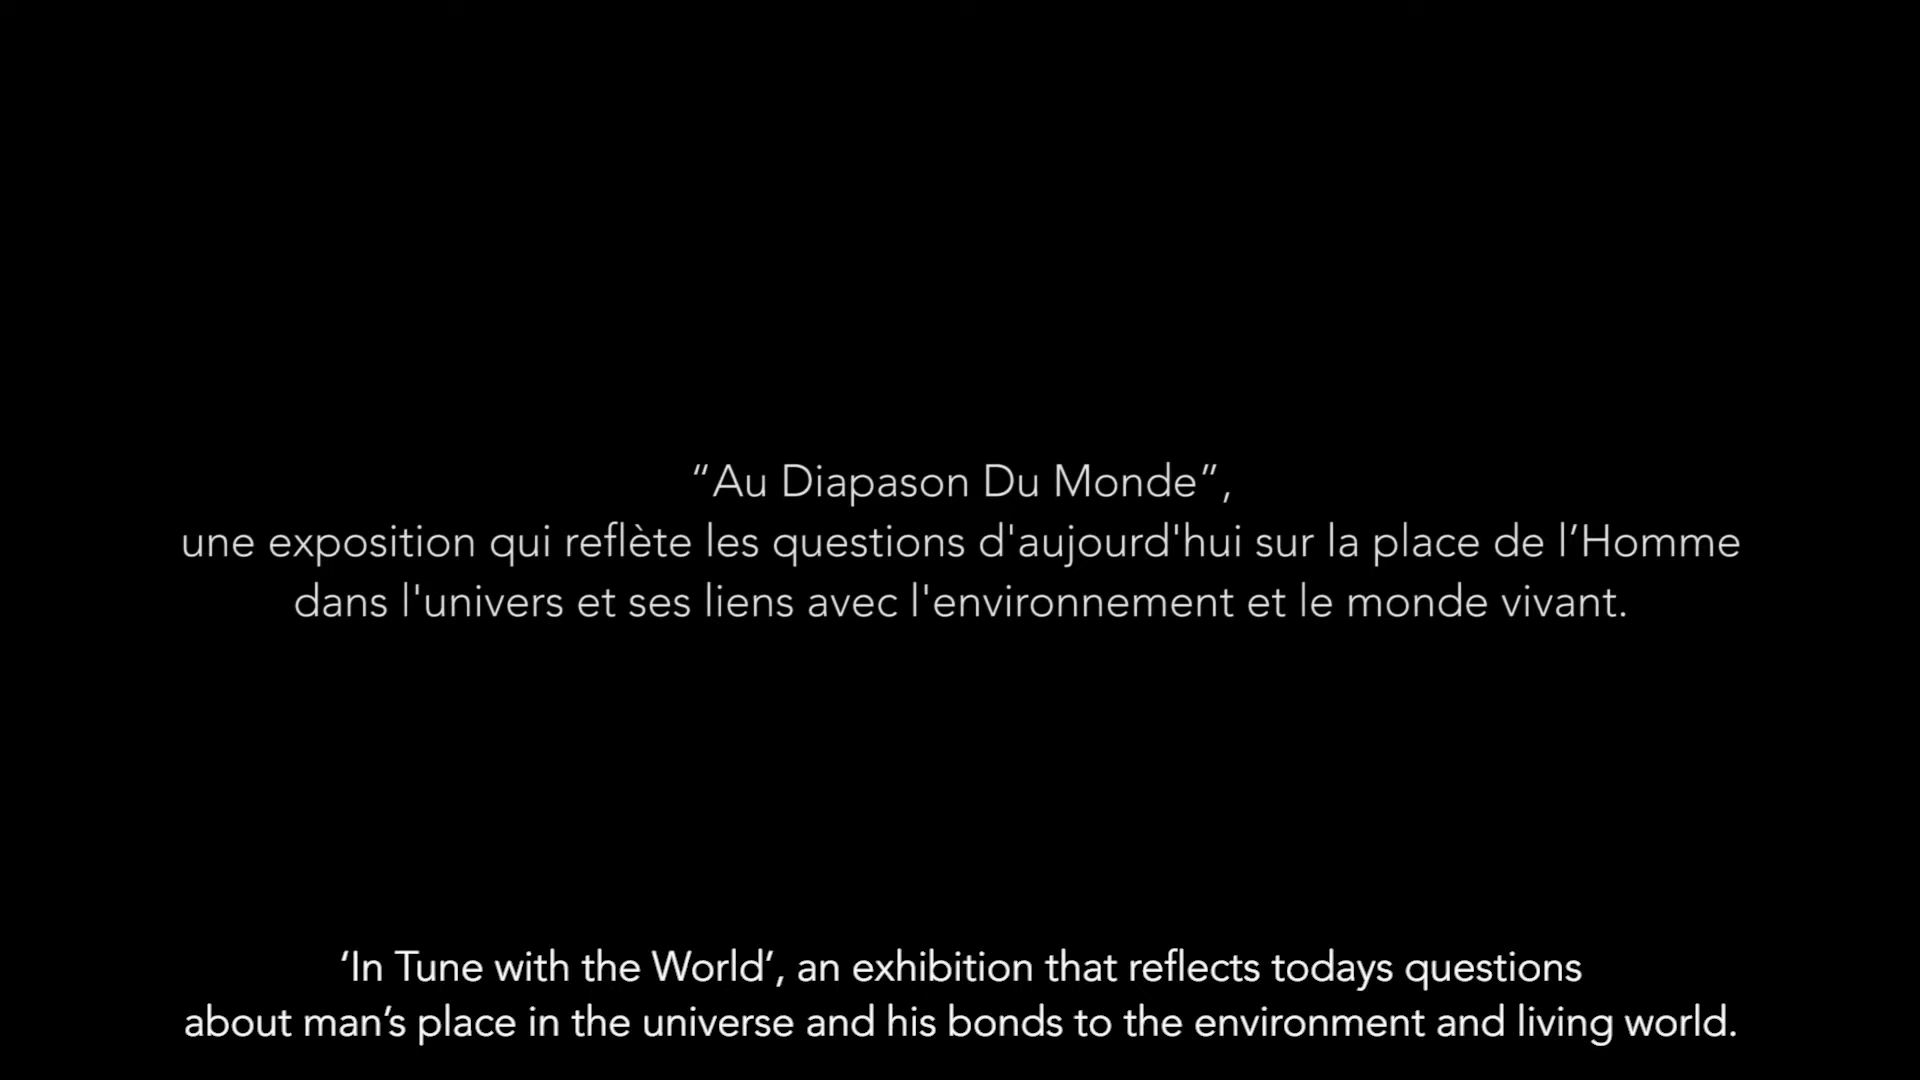 “Au Diapason Du Monde”,
une exposition qui reflète les questions d'aujourd'hui sur la place de l’Homme
dans l'univers et ses liens avec l'environnement et le monde vivant.
‘In Tune with the World’, an exhibition that reflects todays questions
about man’s place in the universe and his bonds to the environment and living world.